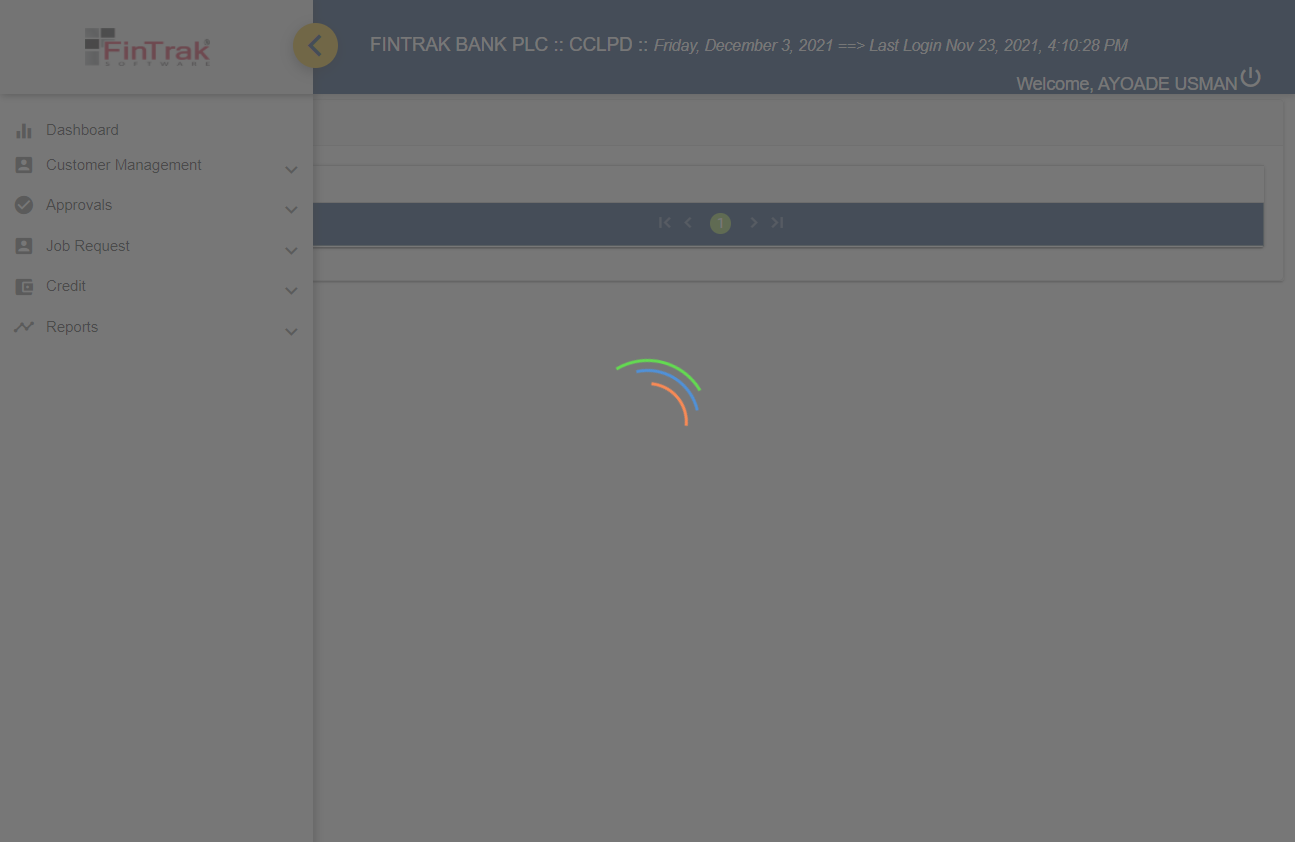 FinTrak
SOFTWARE
FINTRAK BANK PLC :: CCLPD :: Friday, December 3, 2021 ==> Last Login Nov 23, 2021, 4:10:28 PM
Welcome, AYOADE USMAN
Dashboard
Customer Management
Approvals
Job Request
Credit
Reports
1